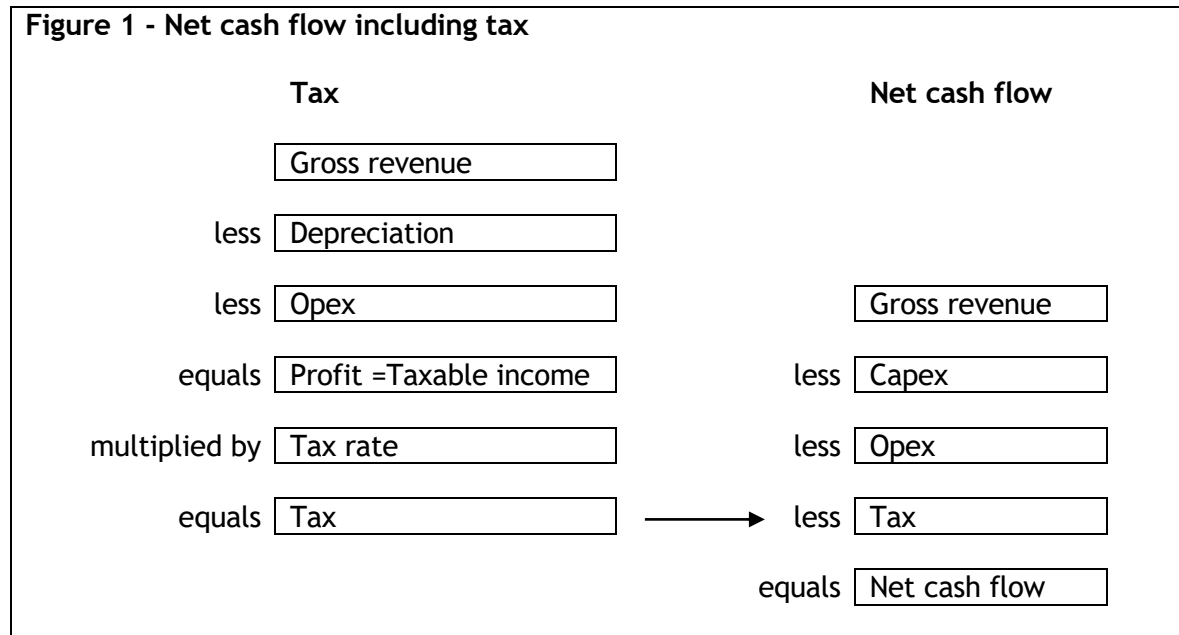 Figure 1 - Net cash flow including tax
Tax Net cash flow
Gross revenue
less Depreciation
less Opex Gross revenue
equals Profit =Taxable income less Capex
multiplied by Tax rate less Opex
equals Tax less Tax
equals Net cash flow